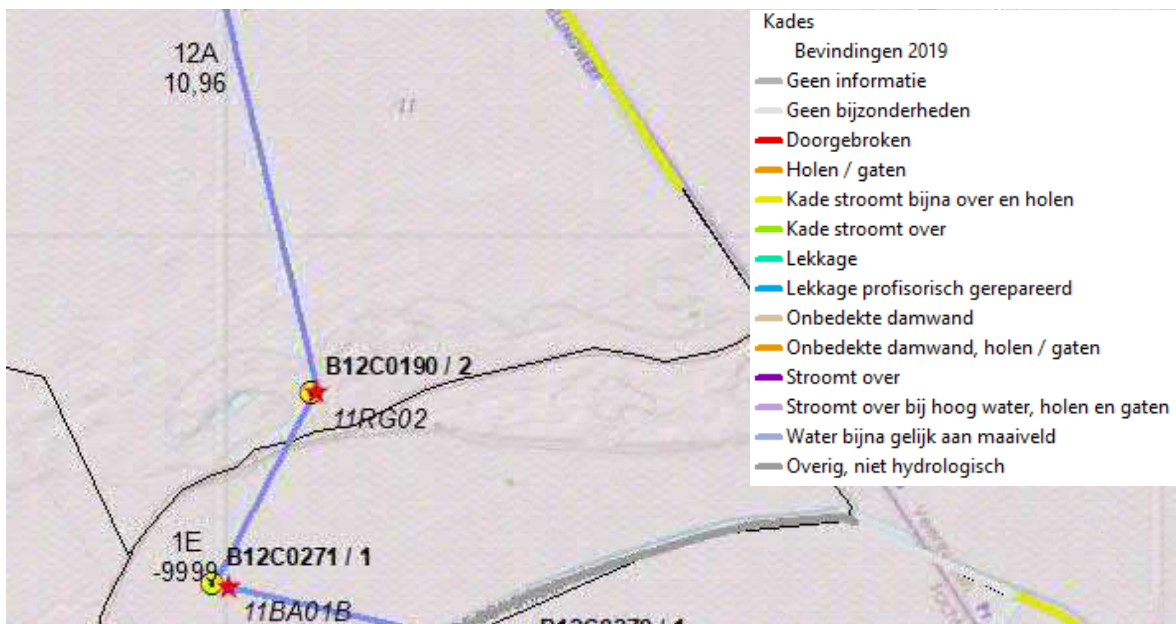 12A
10,96
B12C0190 / 2
11RG02
1E
-9999
B12C0271 / 1
11BA01B
Kades
Bevindingen 2019
Geen informatie
Geen bijzonderheden
Doorgebroken
Holen / gaten
Kade stroomt bijna over en holen
Kade stroomt over
Lekkage
Lekkage profisorisch gerepareerd
Onbedekte damwand
Onbedekte damwand, holen / gaten
Stroomt over
Stroomt over bij hoog water, holen en gaten
Water bijna gelijk aan maaiveld
Overig, niet hydrologisch